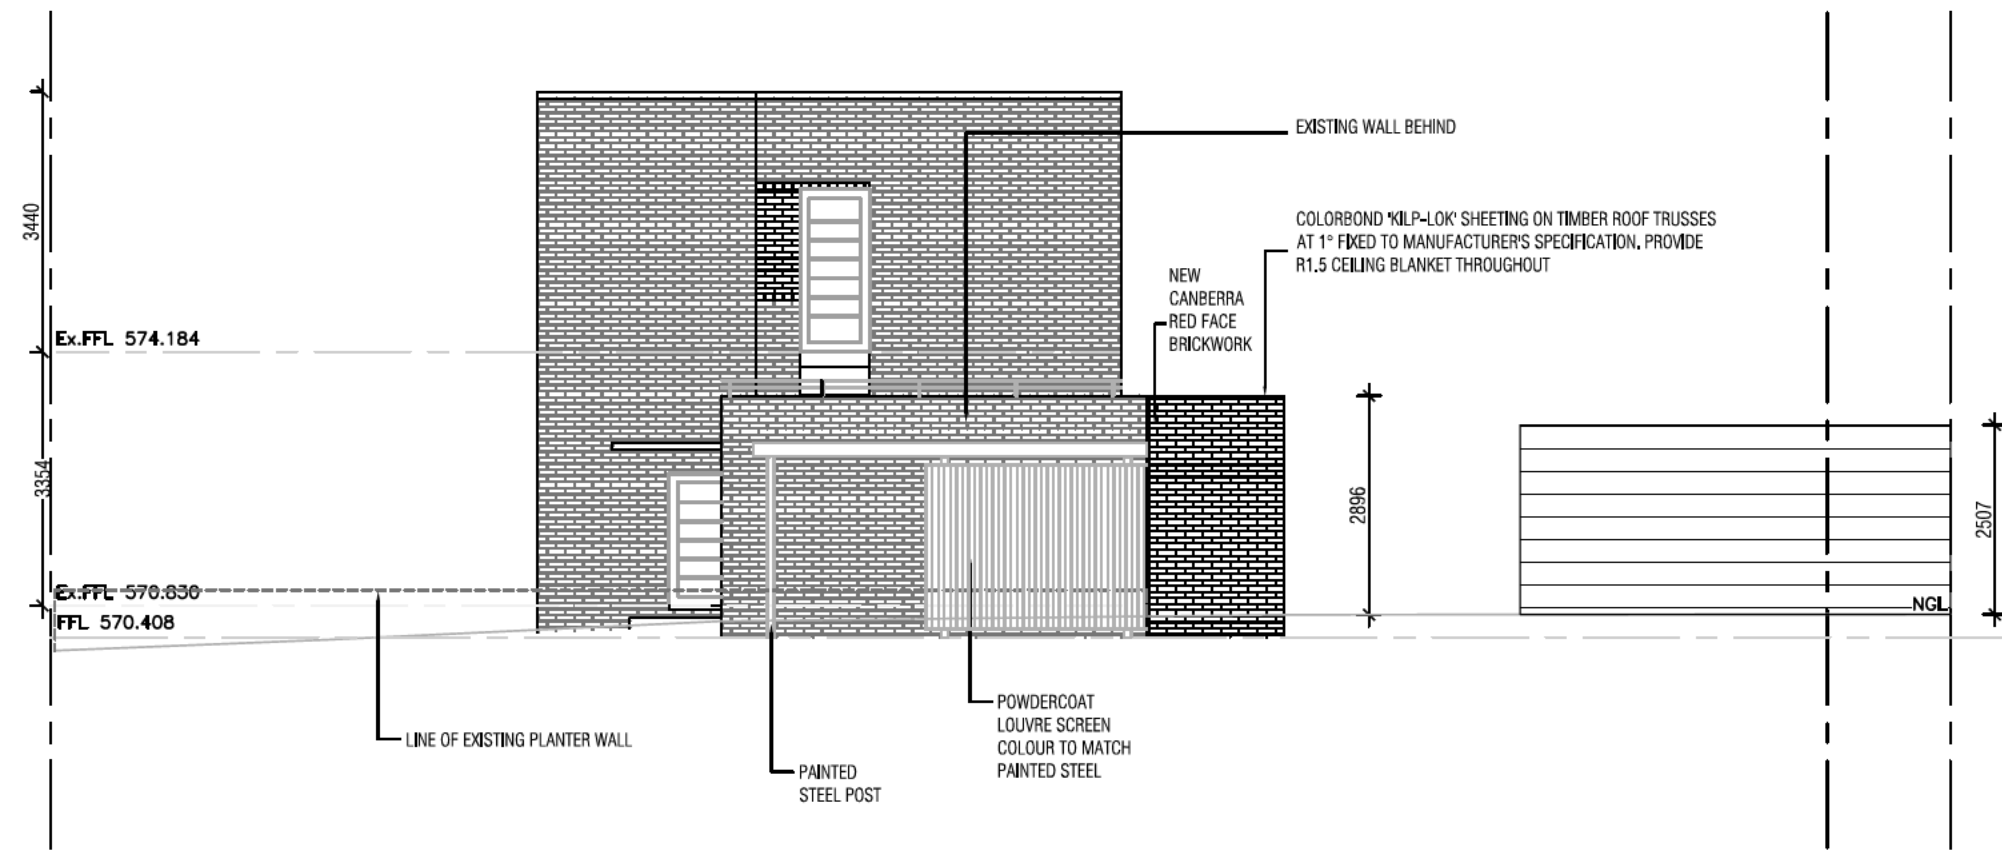 EXISTING WALL BEHIND
COLORBOND 'KILP-LOK' SHEETING ON TIMBER ROOF TRUSSES
AT 1° FIXED TO MANUFACTURER'S SPECIFICATION. PROVIDE
R1.5 CEILING BLANKET THROUGHOUT
NEW
CANBERRA
RED FACE
BRICKWORK
3440
Ex.FFL 574.184
3354
Ex.FFL 570.830
FFL 570.408
2896
2507
NGL
LINE OF EXISTING PLANTER WALL
PAINTED
STEEL POST
POWDERCOAT
LOUVRE SCREEN
COLOUR TO MATCH
PAINTED STEEL